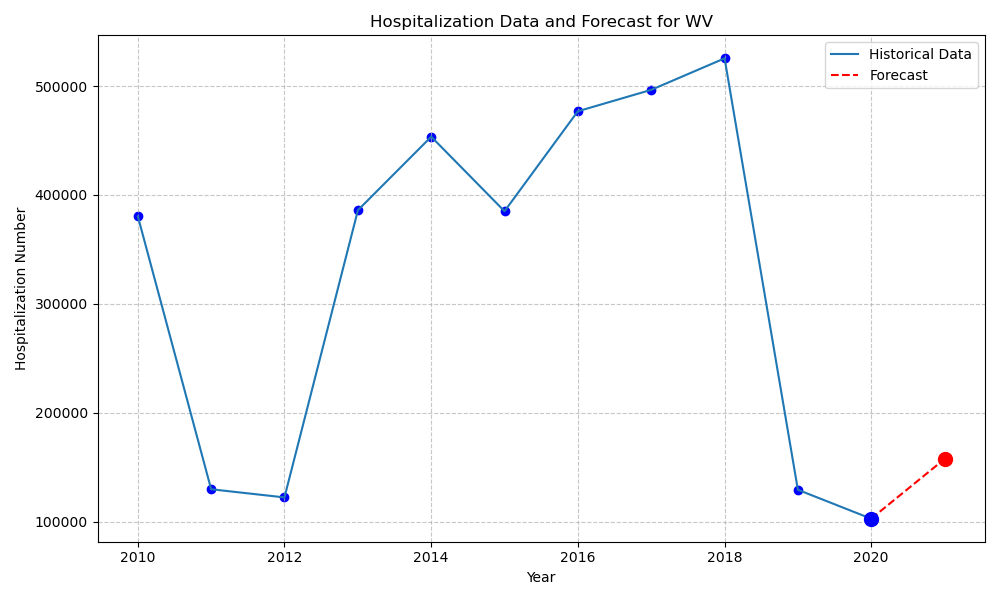 Hospitalization Data and Forecast for WV
Historical Data
Forecast
Hospitalization Number
500000
400000
300000
200000
100000
2010
2012
2014
2016
2018
2020
Year